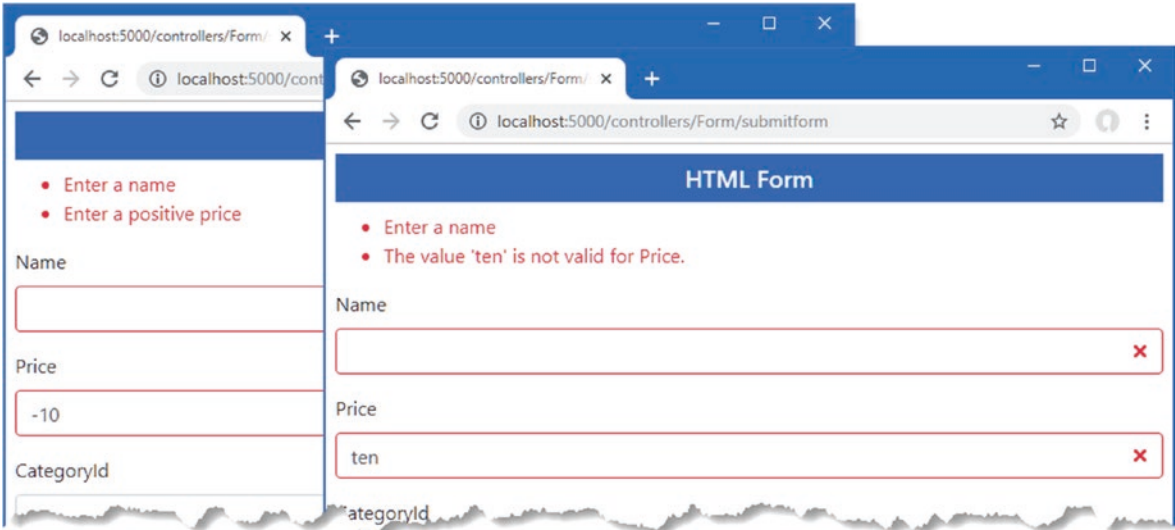 localhost:5000/controllers/Form/
localhost:5000/cont
Enter a name
Enter a positive price
Name
Price
-10
CategoryId
localhost:5000/controllers/Form/
localhost:5000/controllers/Form/submitform
HTML Form
Enter a name
The value 'ten' is not valid for Price.
Name
Price
ten
CategoryId